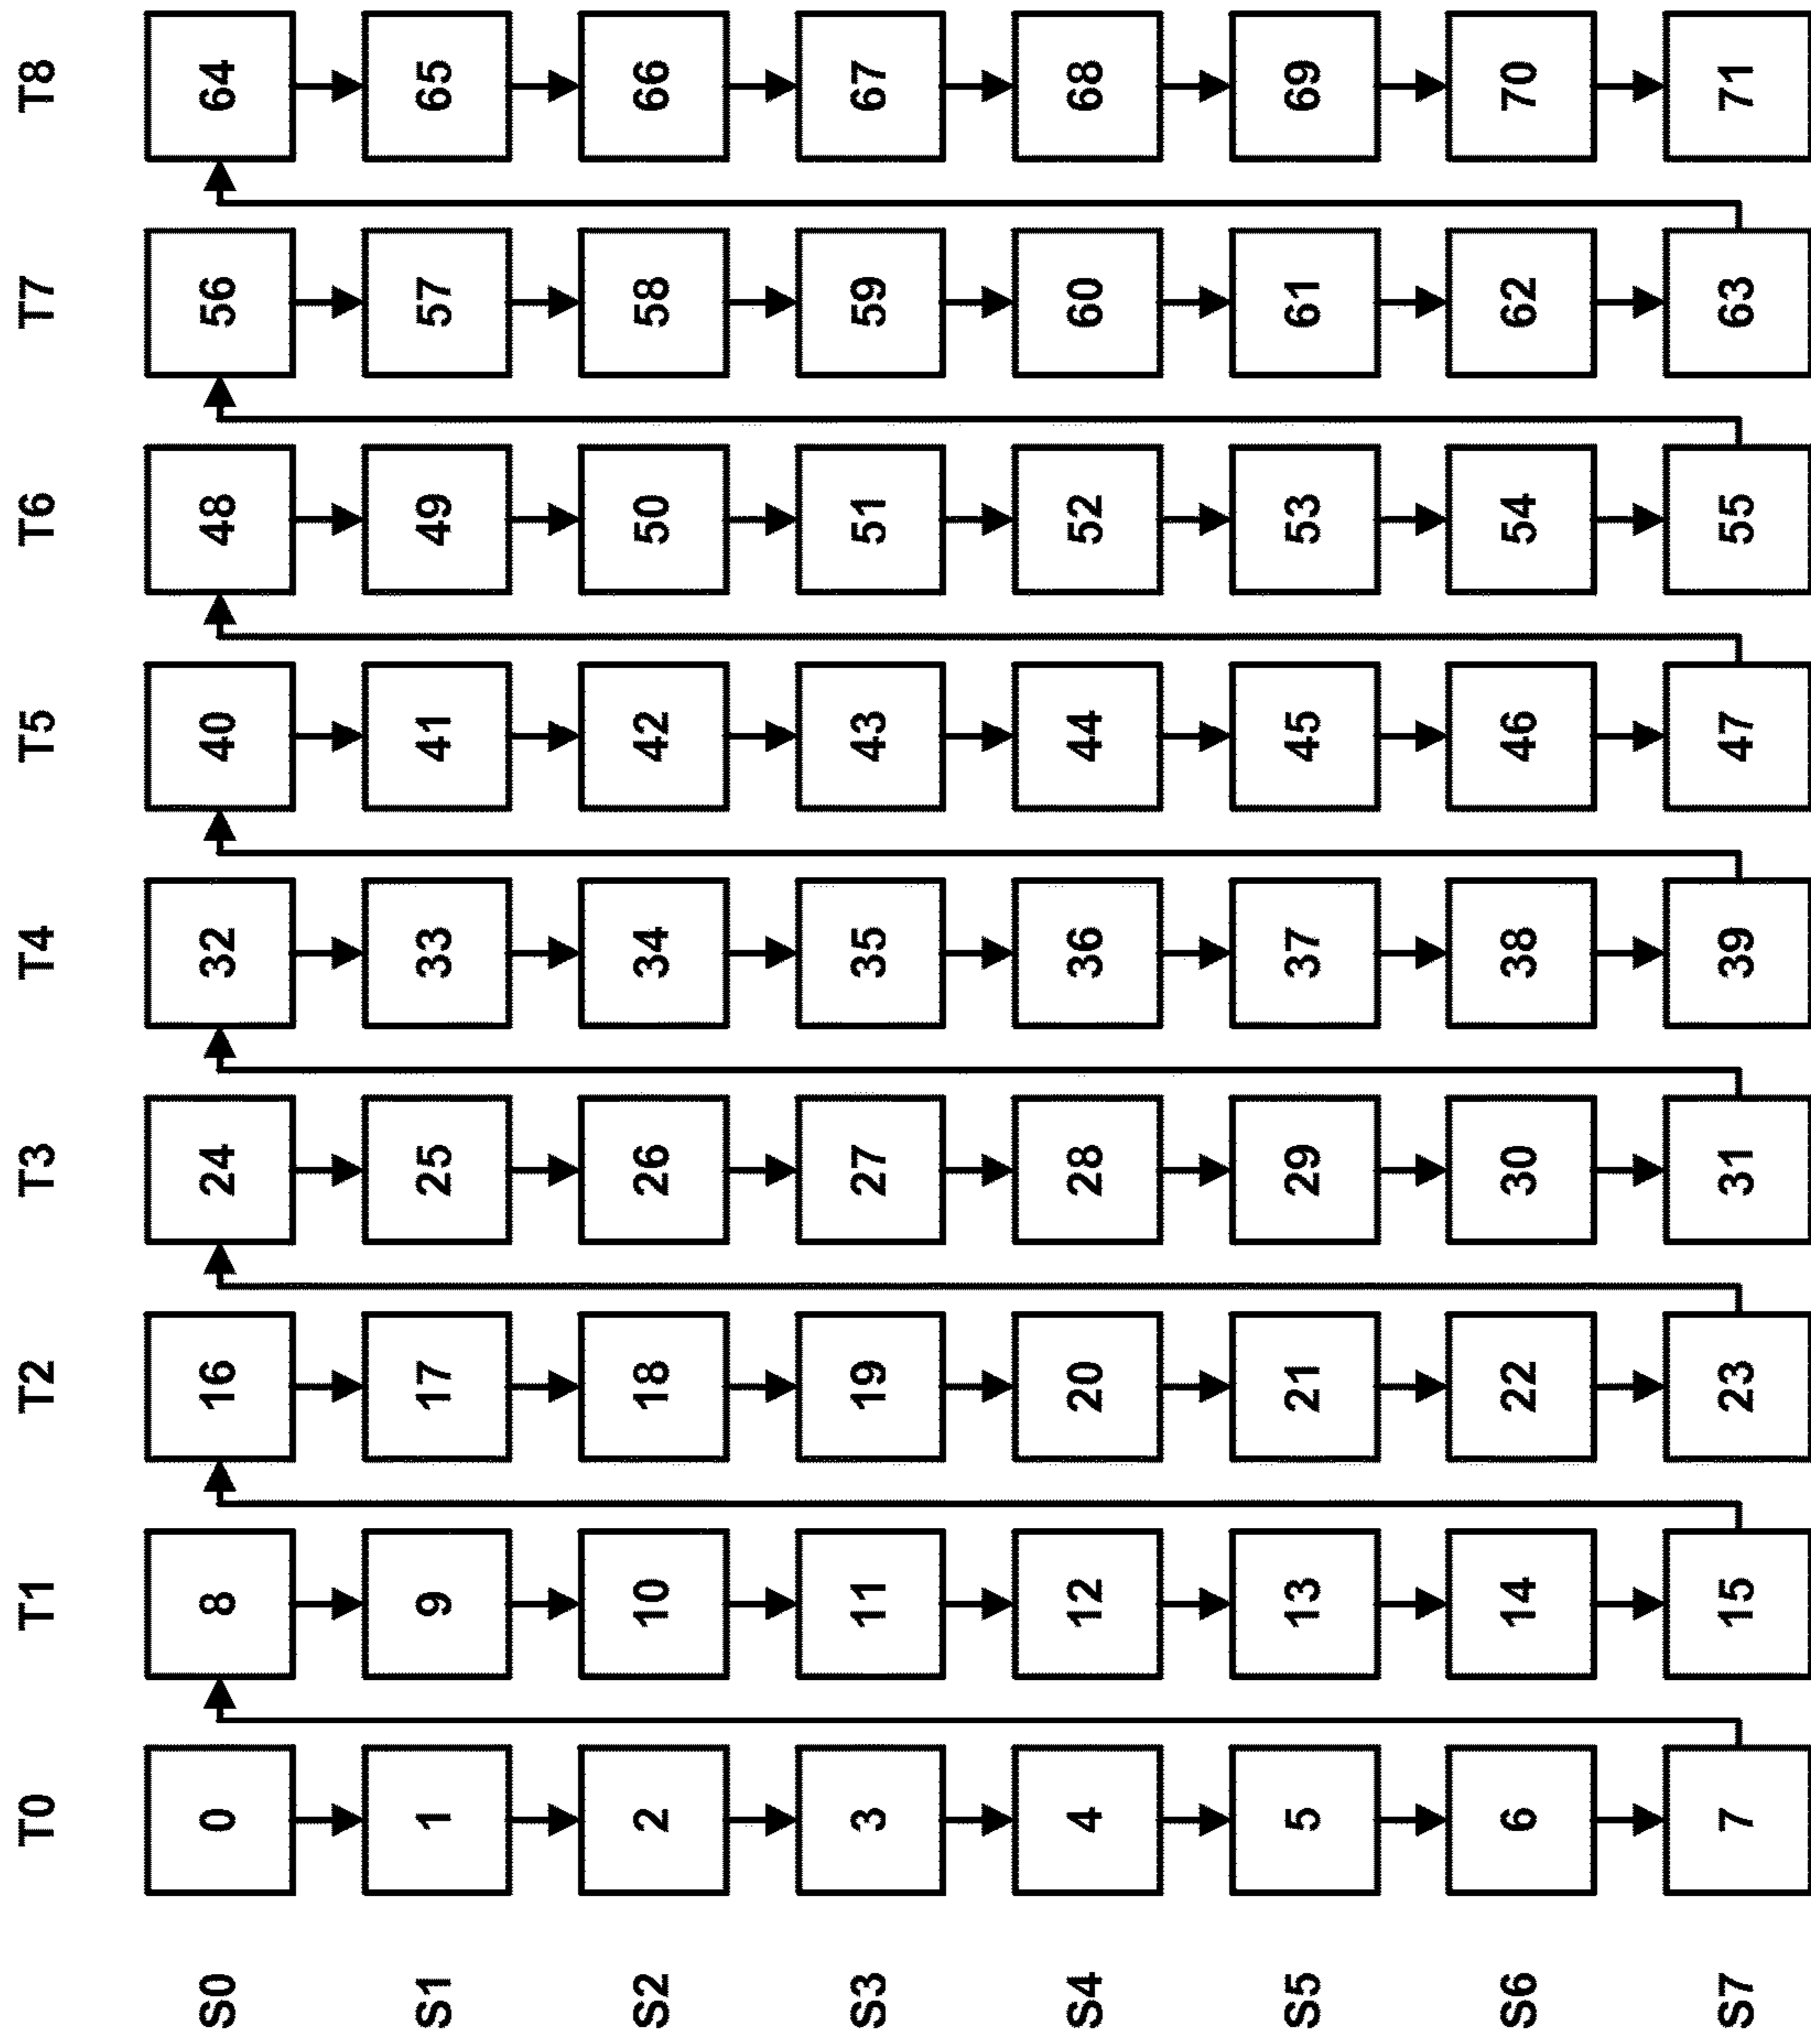 T0 T1 T2 T3 T4 T5 T6 T7 T8
S0 0 8 16 24 32 40 48 56 64
S1 1 9 17 25 33 41 49 57 65
S2 2 10 18 26 34 42 50 58 66
S3 3 11 19 27 35 43 51 59 67
S4 4 12 20 28 36 44 52 60 68
S5 5 13 21 29 37 45 53 61 69
S6 6 14 22 30 38 46 54 62 70
S7 7 15 23 31 39 47 55 63 71